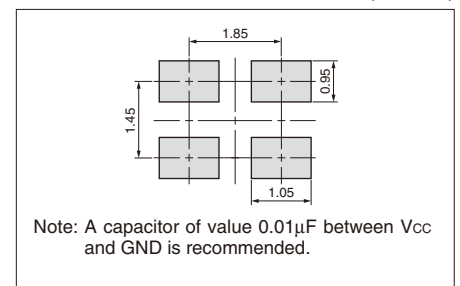 1.85
0.95
1.45
1.05
Note: A capacitor of value 0.01μF between Vcc
and GND is recommended.